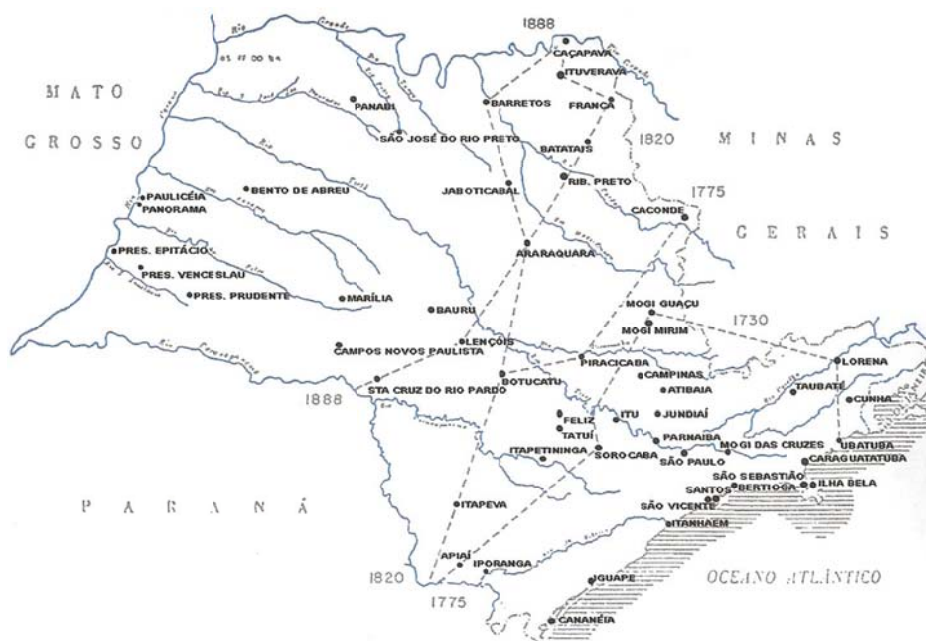 1888
Rio
Grande
CAÇAPAVA
ITUVERAVA
MATO
GROSSO
PANABI
BARRETOS
FRANÇA
SÃO JOSÉ DO RIO PRETO
1820
MINAS
BATATAIS
RIB. PRETO
JABOTICABAL
1775
BENTO DE ABREU
PAULICÉIA
PANORAMA
CACONDE
GERAIS
ARARAQUARA
PRES. EPITÁCIO
PRES. VENCESLAU
PRES. PRUDENTE
MARÍLIA
BAURU
MOGI GUAÇU
MOGI MIRIM
1730
LENÇÓIS
CAMPOS NOVOS PAULISTA
PIRACICABA
LORENA
STA CRUZ DO RIO PARDO
BOTUCATU
CAMPINAS
ATIBAIA
TAUBATÉ
CUNHA
1888
FELIZ
ITU
JUNDIAÍ
TATUÍ
PARNAIBA
MOGI DAS CRUZES
UBATUBA
ITAPETININGA
SOROCABA
SÃO PAULO
CARAGUATATUBA
SÃO SEBASTIÃO
ILHA BELA
SANTOS
BERTIOGA
PARANÁ
ITAPEVA
SÃO VICENTE
ITANHAEM
APIAÍ
IPORANGA
1820
IGUAPE
OCEANO ATLÂNTICO
1775
CANANÉIA